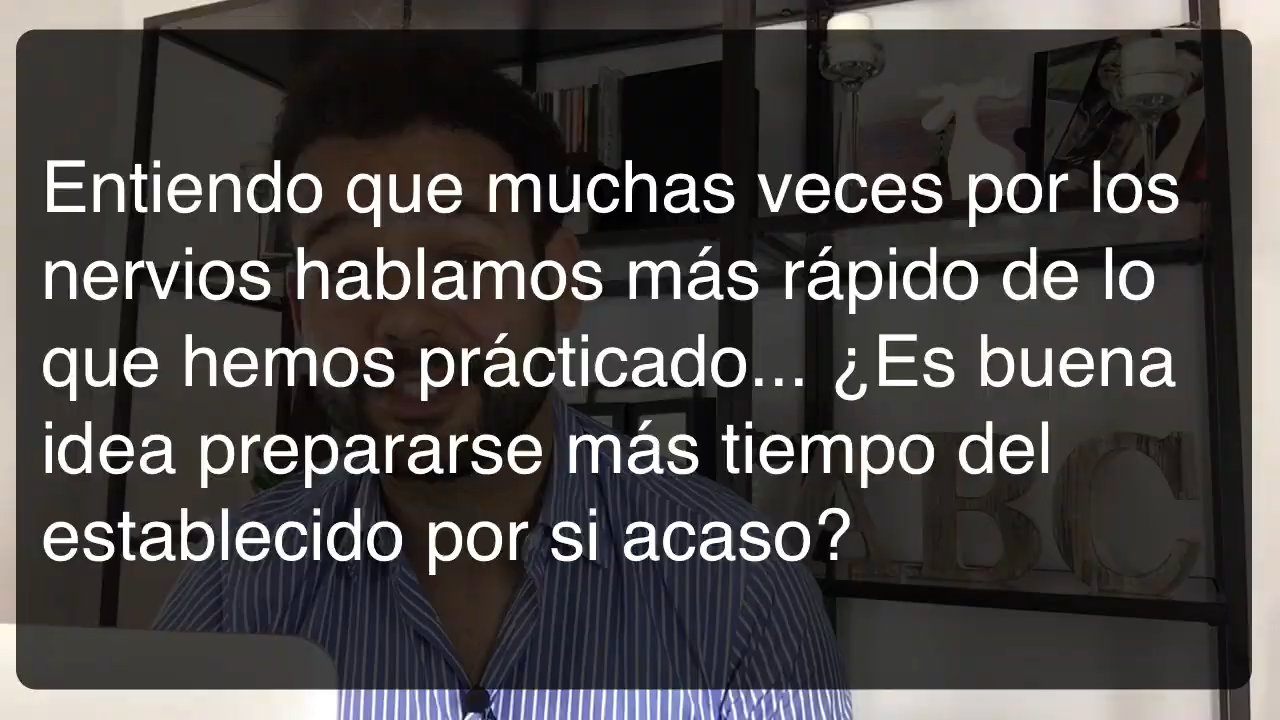 Entiendo que muchas veces por los
nervios hablamos más rápido de lo
que hemos prácticado... ¿Es buena
idea prepararse más tiempo del
establecido por si acaso?
ABC